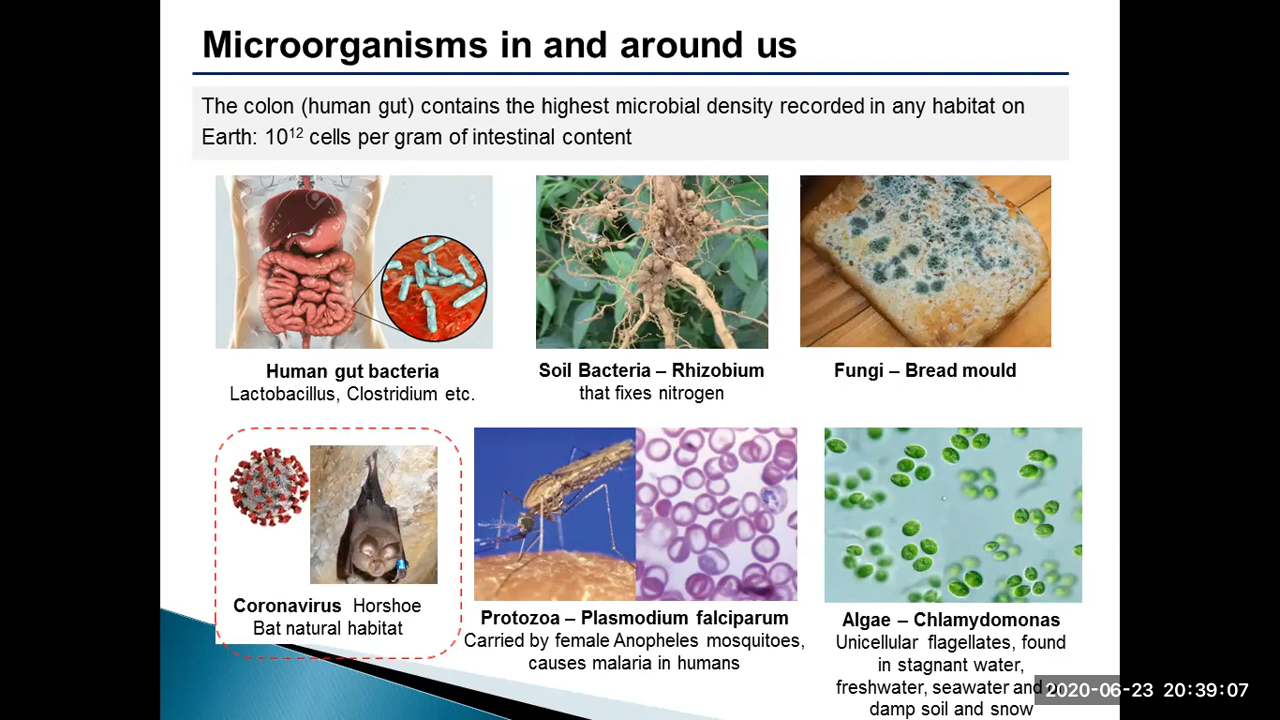 Microorganisms in and around us
The colon (human gut) contains the highest microbial density recorded in any habitat on
Earth: 10¹² cells per gram of intestinal content
Human gut bacteria
Lactobacillus, Clostridium etc.
Soil Bacteria – Rhizobium
that fixes nitrogen
Fungi – Bread mould
Coronavirus Horshoe
Bat natural habitat
Protozoa – Plasmodium falciparum
Carried by female Anopheles mosquitoes,
causes malaria in humans
Algae – Chlamydomonas
Unicellular flagellates, found
in stagnant water,
freshwater, seawater and
damp soil and snow
2020-06-23 20:39:07